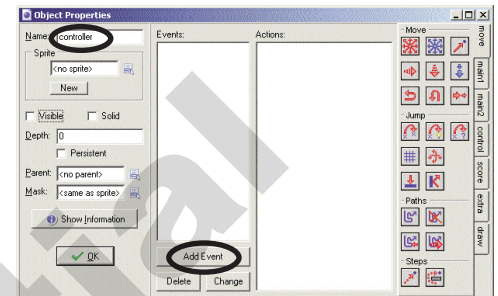 Object Properties
Name: controller
Sprite
<no sprite>
New
Visible Solid
Depth: 0
Persistent
Parent: <no parent>
Mask: <same as sprite>
Show Information
OK
Events:
Add Event
Delete Change
Actions:
Move
Jump
Paths
Steps
move
main1
main2
control
score
extra
draw
tial